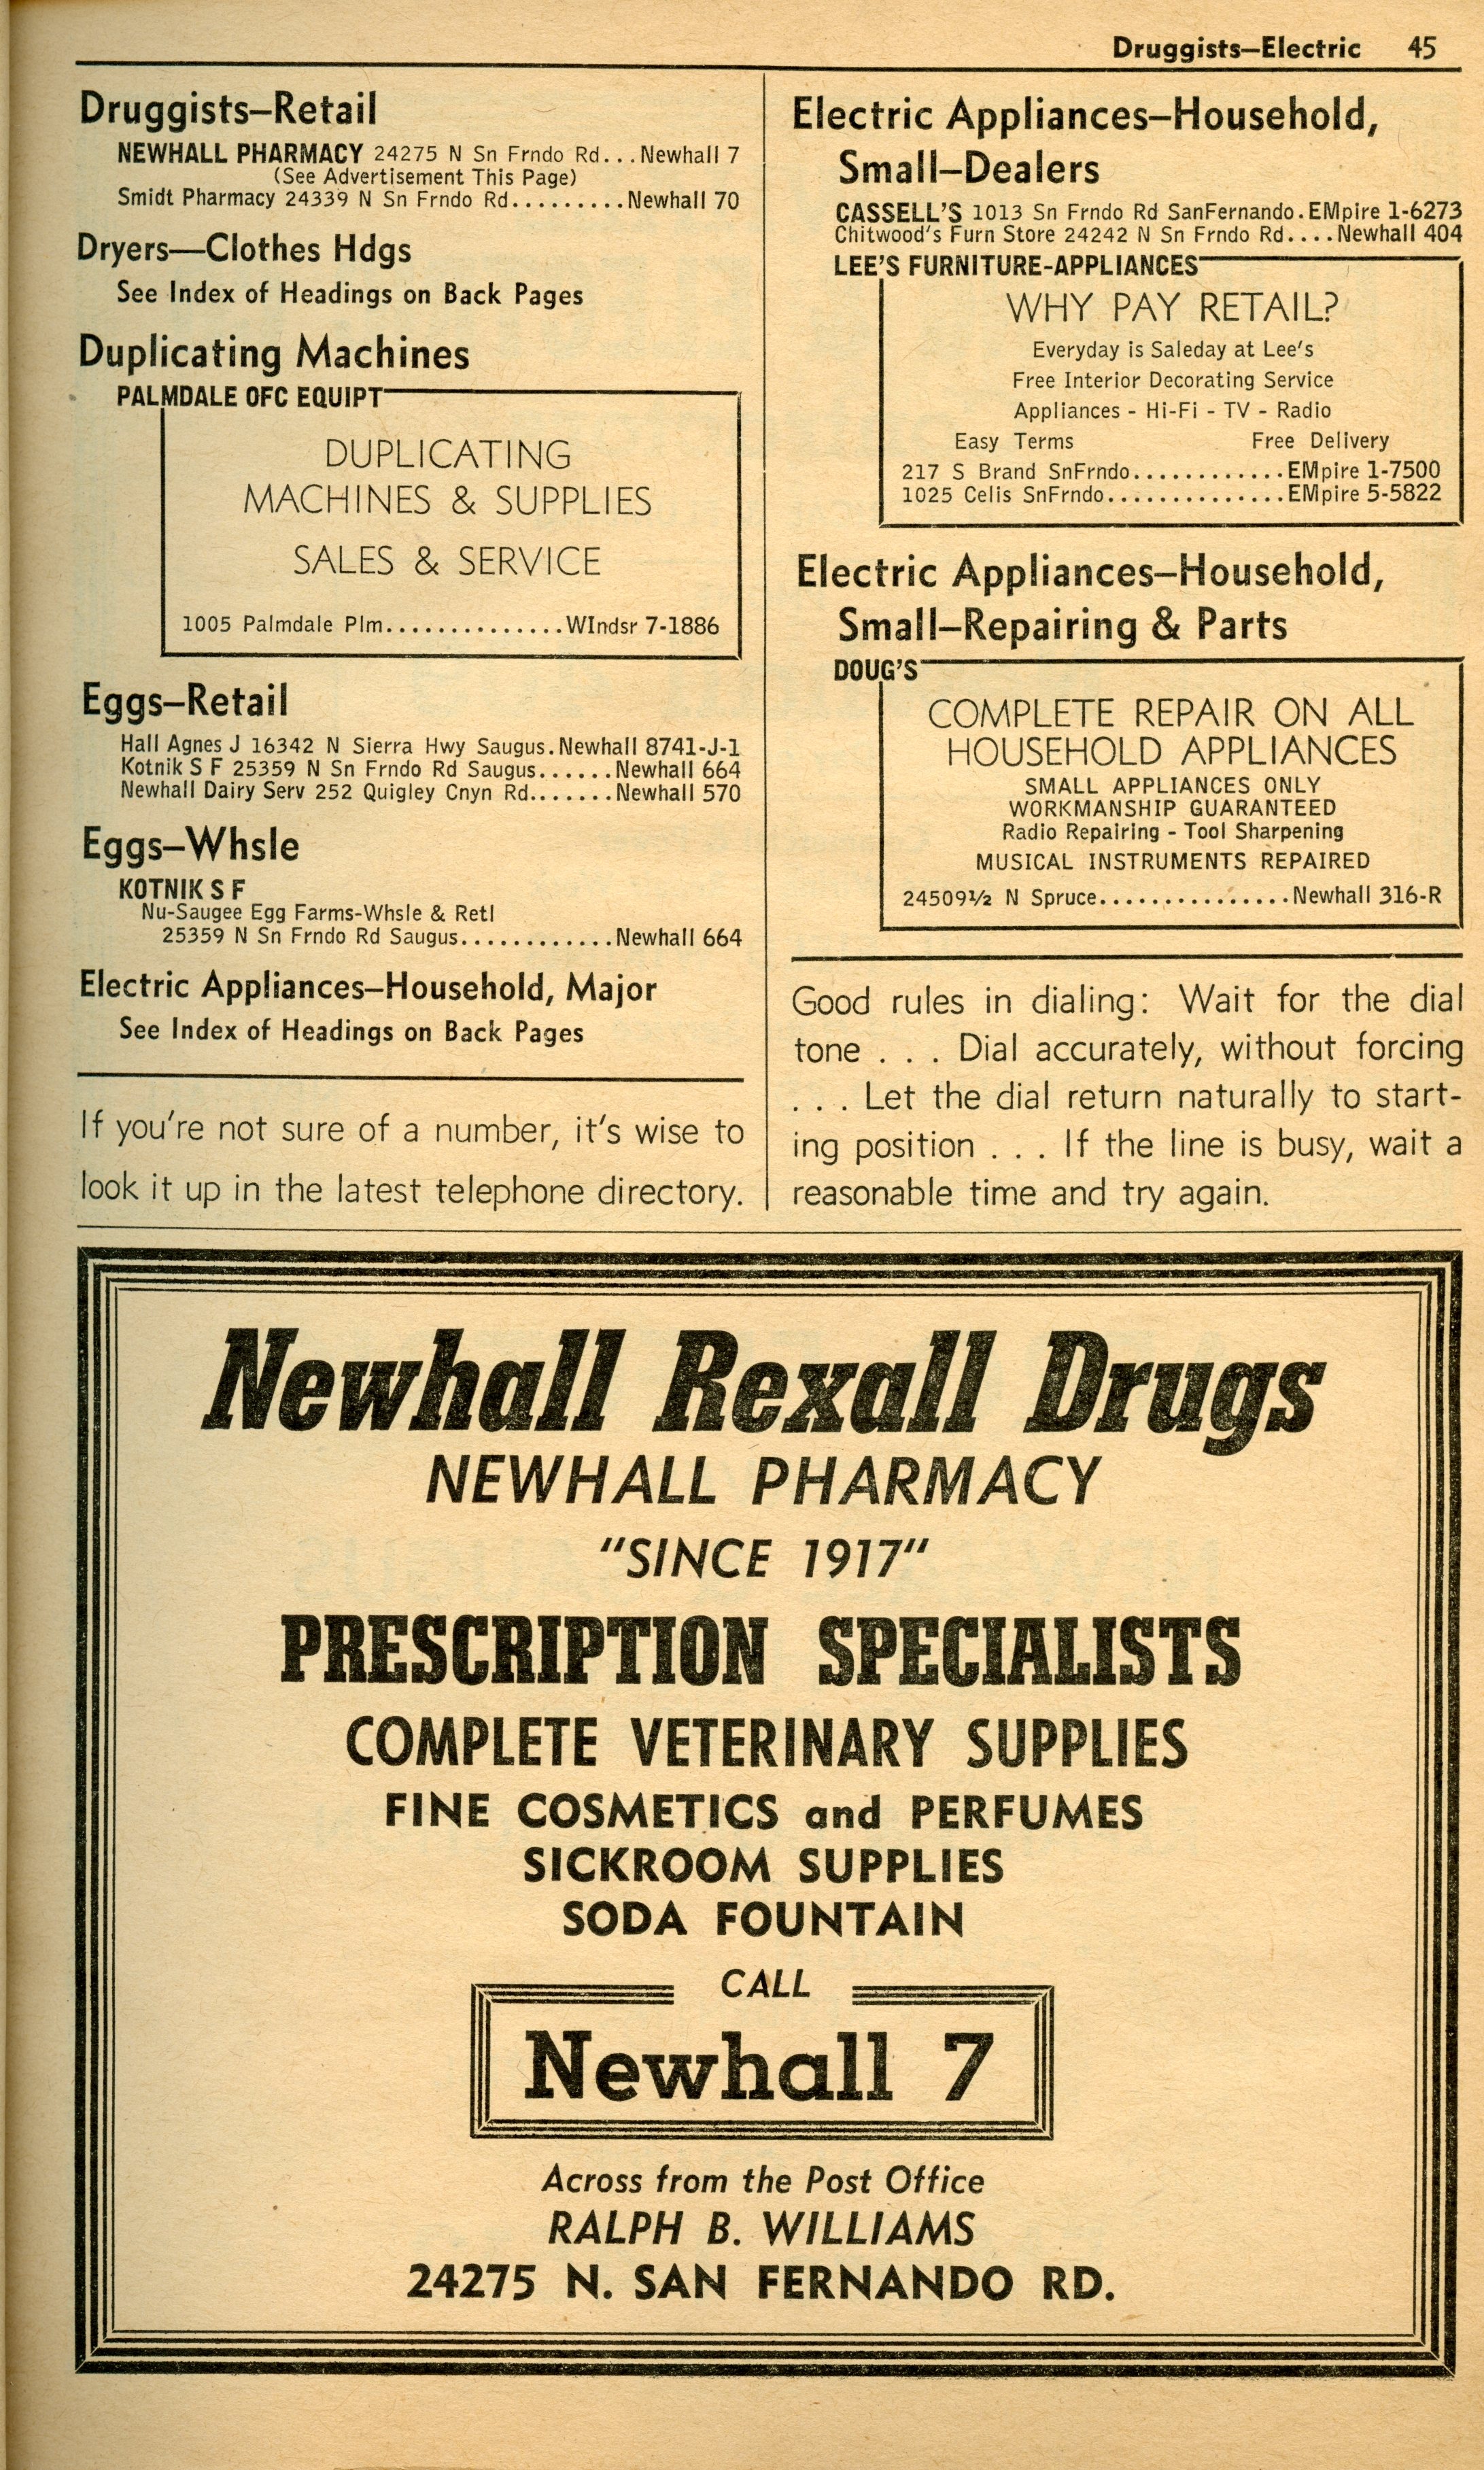 Druggists—Electric 45
Druggists—Retail
NEWHALL PHARMACY 24275 N Sn Frndo Rd...Newhall 7
(See Advertisement This Page)
Smidt Pharmacy 24339 N Sn Frndo Rd.........Newhall 70
Dryers—Clothes Hdgs
See Index of Headings on Back Pages
Duplicating Machines
PALMDALE OFC EQUIPT
DUPLICATING
MACHINES & SUPPLIES
SALES & SERVICE
1005 Palmdale Plm..............WIndsr 7-1886
Eggs—Retail
Hall Agnes J 16342 N Sierra Hwy Saugus.Newhall 8741-J-1
Kotnik S F 25359 N Sn Frndo Rd Saugus......Newhall 664
Newhall Dairy Serv 252 Quigley Cnyn Rd.......Newhall 570
Eggs—Whsle
KOTNIK S F
Nu-Saugee Egg Farms-Whsle & Retl
25359 N Sn Frndo Rd Saugus............Newhall 664
Electric Appliances—Household, Major
See Index of Headings on Back Pages
If you're not sure of a number, it's wise to
look it up in the latest telephone directory.
Electric Appliances—Household,
Small—Dealers
CASSELL'S 1013 Sn Frndo Rd SanFernando.EMpire 1-6273
Chitwood's Furn Store 24242 N Sn Frndo Rd....Newhall 404
LEE'S FURNITURE-APPLIANCES
WHY PAY RETAIL?
Everyday is Saleday at Lee's
Free Interior Decorating Service
Appliances - Hi-Fi - TV - Radio
Easy Terms Free Delivery
217 S Brand SnFrndo............EMpire 1-7500
1025 Celis SnFrndo..............EMpire 5-5822
Electric Appliances—Household,
Small—Repairing & Parts
DOUG'S
COMPLETE REPAIR ON ALL
HOUSEHOLD APPLIANCES
SMALL APPLIANCES ONLY
WORKMANSHIP GUARANTEED
Radio Repairing - Tool Sharpening
MUSICAL INSTRUMENTS REPAIRED
24509½ N Spruce...............Newhall 316-R
Good rules in dialing: Wait for the dial
tone . . . Dial accurately, without forcing
. . . Let the dial return naturally to start-
ing position . . . If the line is busy, wait a
reasonable time and try again.
Newhall Rexall Drugs
NEWHALL PHARMACY
"SINCE 1917"
PRESCRIPTION SPECIALISTS
COMPLETE VETERINARY SUPPLIES
FINE COSMETICS and PERFUMES
SICKROOM SUPPLIES
SODA FOUNTAIN
CALL
Newhall 7
Across from the Post Office
RALPH B. WILLIAMS
24275 N. SAN FERNANDO RD.